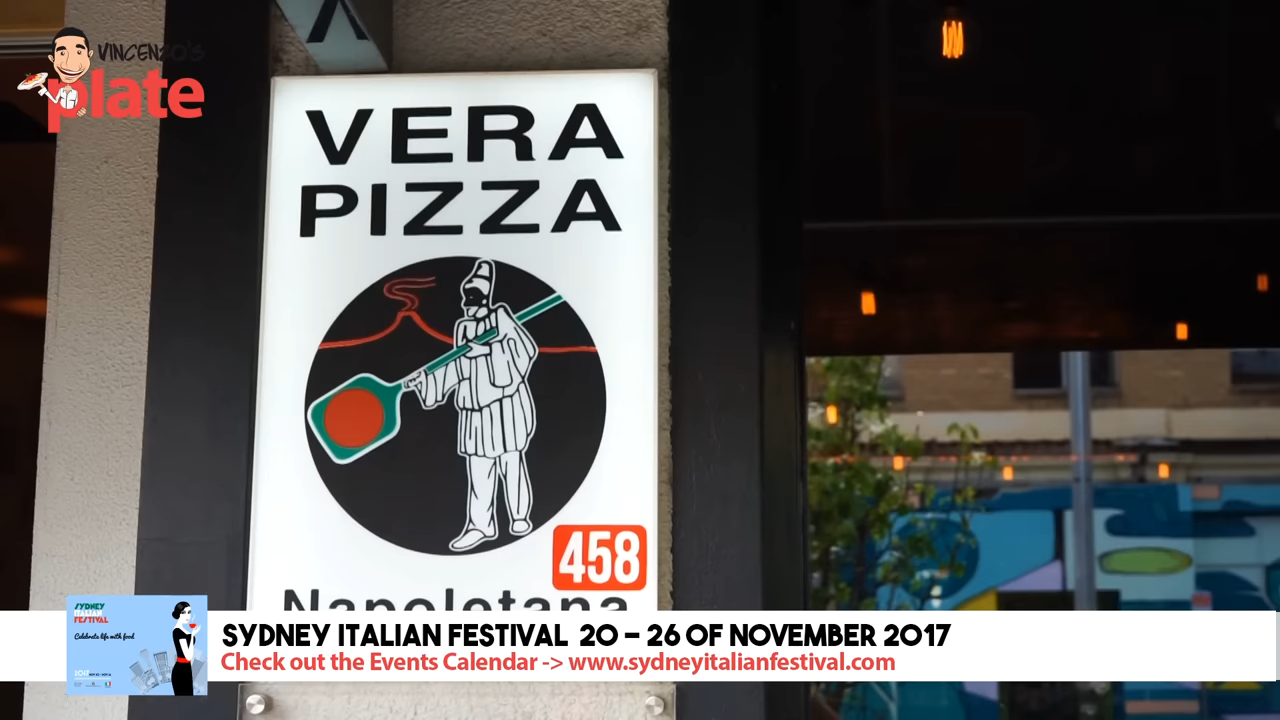 VINCENZO'S
plate
VERA
PIZZA
458
Napoletana
SYDNEY
ITALIAN
FESTIVAL
Celebrate life with food
SYDNEY ITALIAN FESTIVAL 20 – 26 OF NOVEMBER 2017
Check out the Events Calendar -> www.sydneyitalianfestival.com